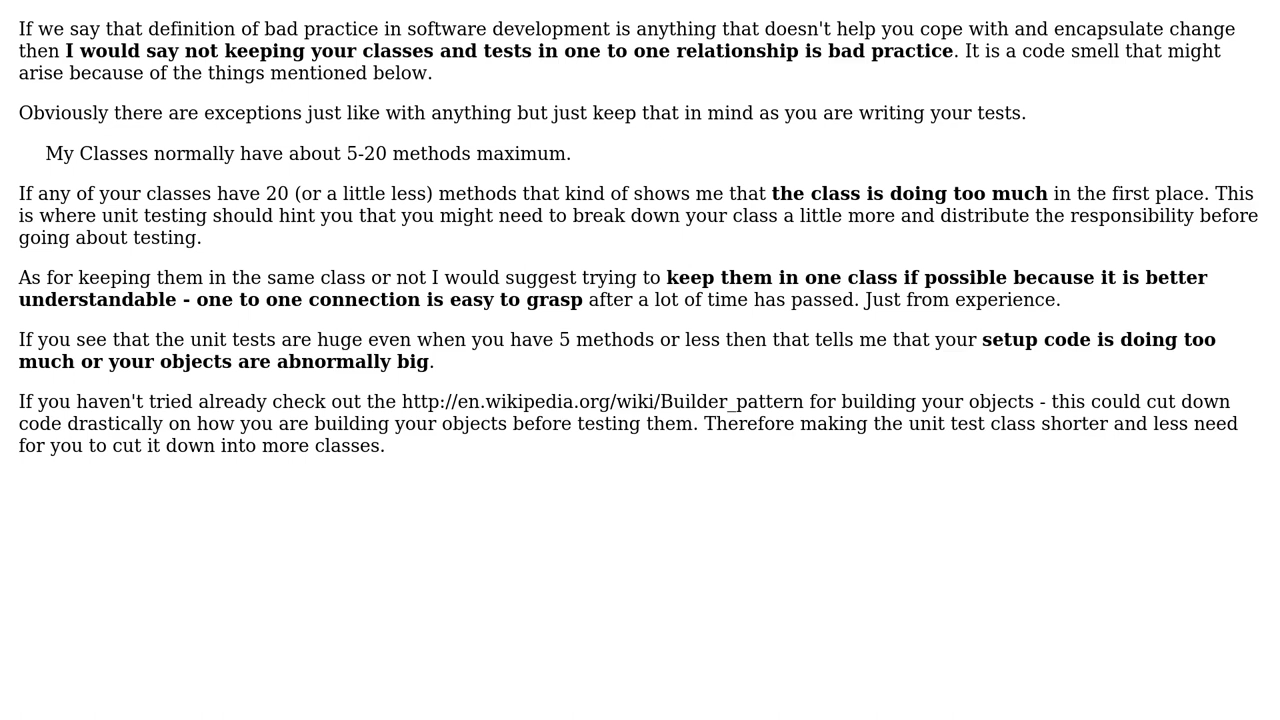 If we say that definition of bad practice in software development is anything that doesn't help you cope with and encapsulate change
then I would say not keeping your classes and tests in one to one relationship is bad practice. It is a code smell that might
arise because of the things mentioned below.
Obviously there are exceptions just like with anything but just keep that in mind as you are writing your tests.
My Classes normally have about 5-20 methods maximum.
If any of your classes have 20 (or a little less) methods that kind of shows me that the class is doing too much in the first place. This
is where unit testing should hint you that you might need to break down your class a little more and distribute the responsibility before
going about testing.
As for keeping them in the same class or not I would suggest trying to keep them in one class if possible because it is better
understandable - one to one connection is easy to grasp after a lot of time has passed. Just from experience.
If you see that the unit tests are huge even when you have 5 methods or less then that tells me that your setup code is doing too
much or your objects are abnormally big.
If you haven't tried already check out the http://en.wikipedia.org/wiki/Builder_pattern for building your objects - this could cut down
code drastically on how you are building your objects before testing them. Therefore making the unit test class shorter and less need
for you to cut it down into more classes.